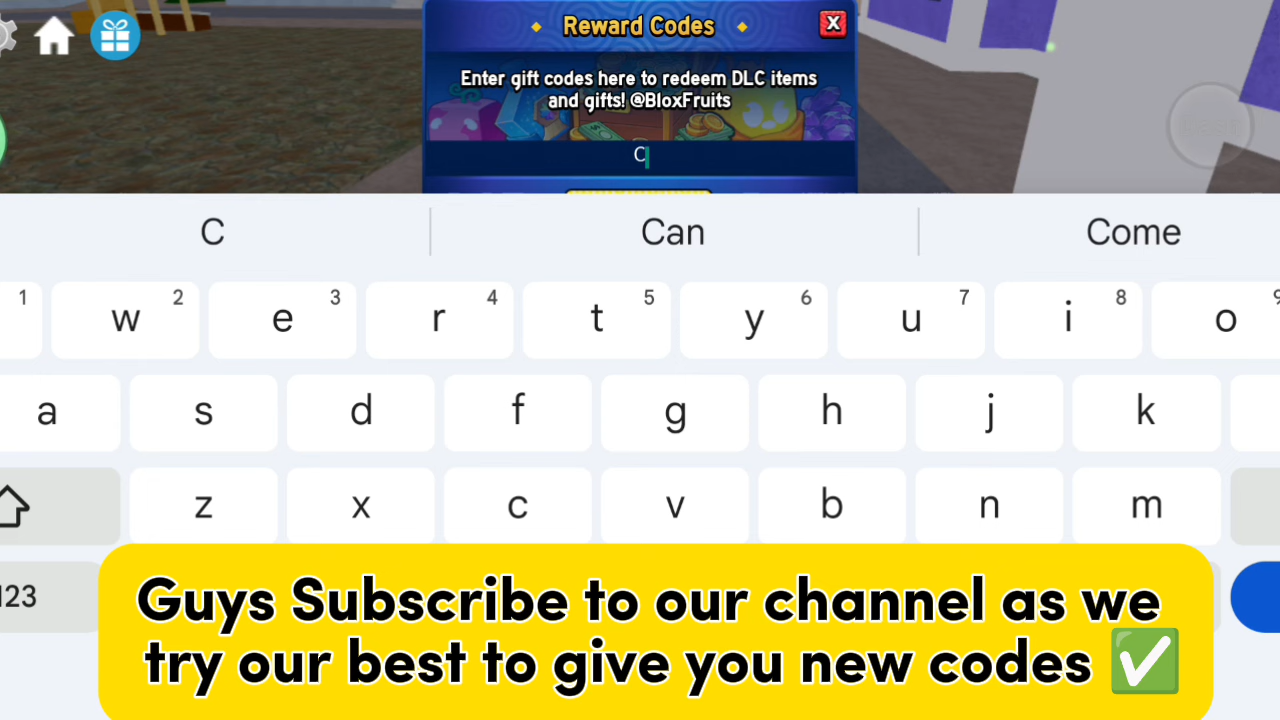 Reward Codes
X
Enter gift codes here to redeem DLC items
and gifts! @BloxFruits
C
C Can Come
1 2 3 4 5 6 7 8 9
w e r t y u i o
a s d f g h j k
z x c v b n m
123
Guys Subscribe to our channel as we
try our best to give you new codes ✅